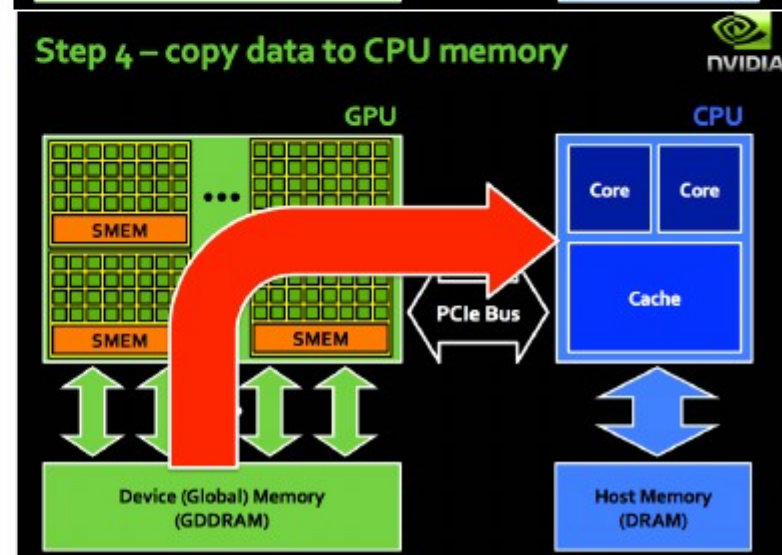 Step 4 – copy data to CPU memory
NVIDIA
GPU
CPU
SMEM
Core
Core
Cache
PCIe Bus
SMEM
SMEM
Device (Global) Memory
(GDDRAM)
Host Memory
(DRAM)